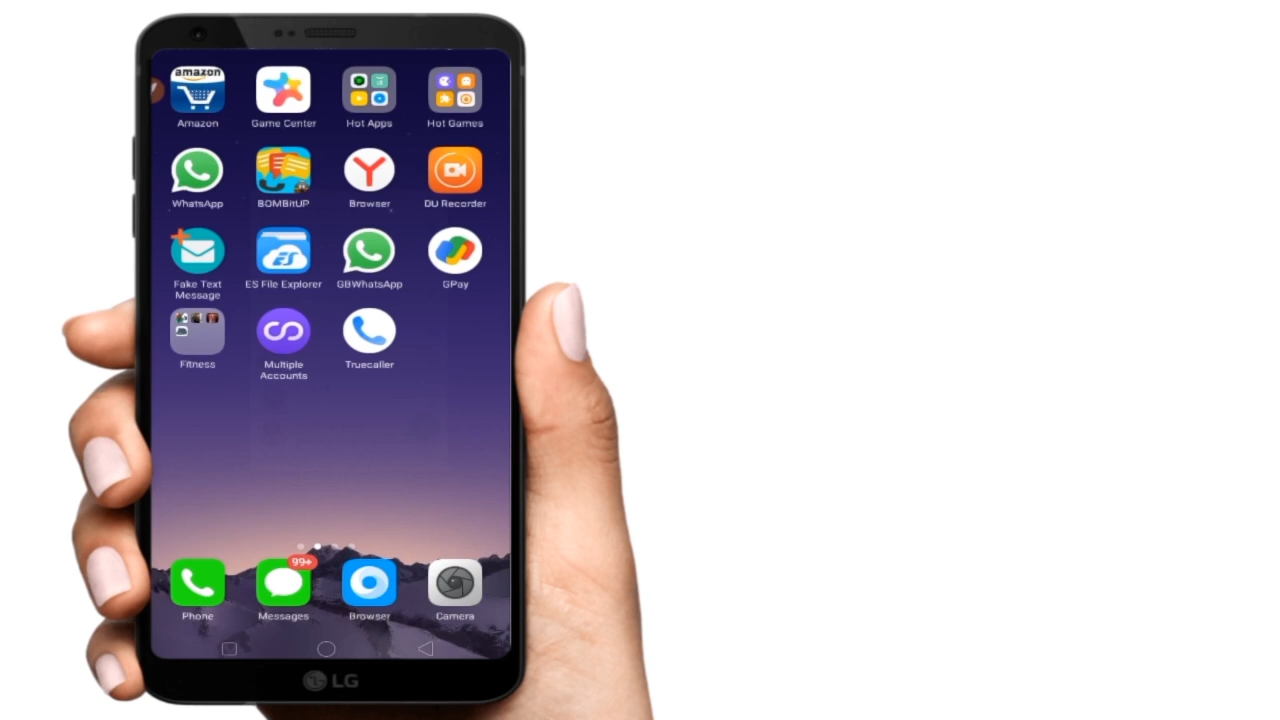 amazon
Amazon
Game Center
Hot Apps
Hot Games
WhatsApp
BOMBitUP
Browser
DU Recorder
Fake Text
Message
ES
ES File Explorer
GBWhatsApp
GPay
Fitness
Multiple
Accounts
Truecaller
99+
Phone
Messages
Browser
Camera
LG